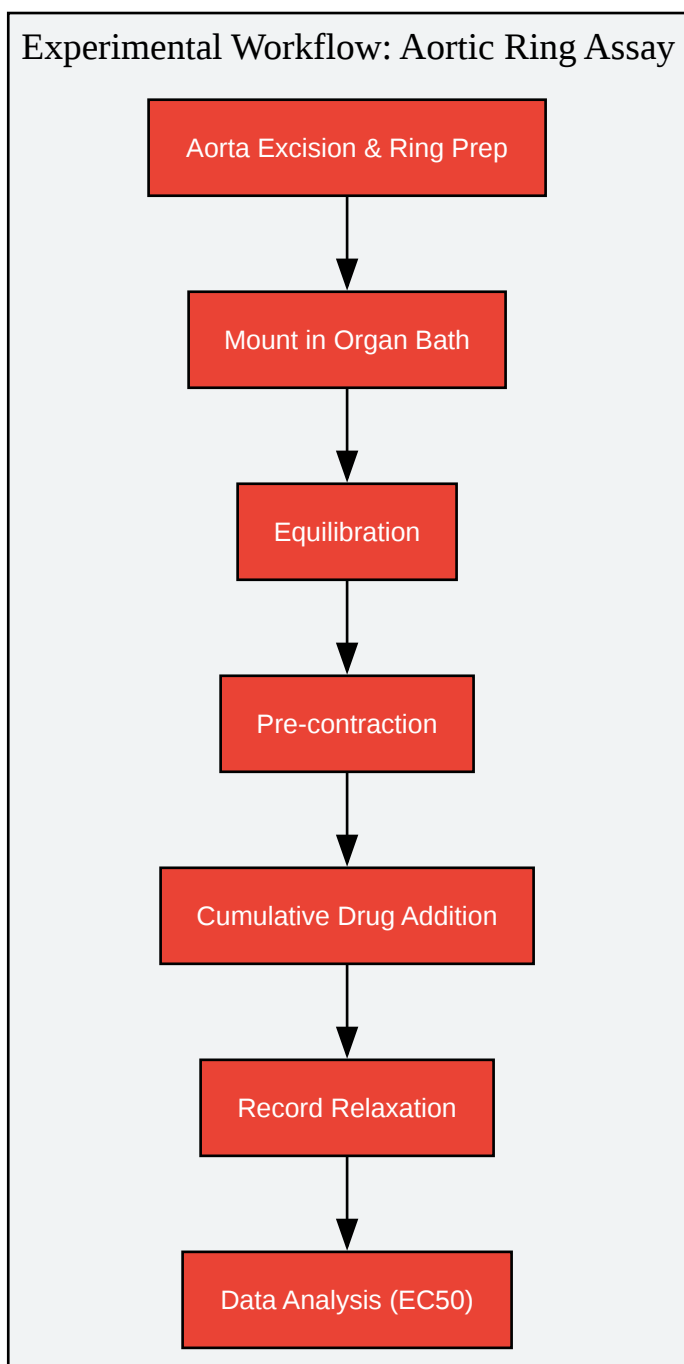 Experimental Workflow: Aortic Ring Assay
Aorta Excision & Ring Prep
Mount in Organ Bath
Equilibration
Pre-contraction
Cumulative Drug Addition
Record Relaxation
Data Analysis (EC50)